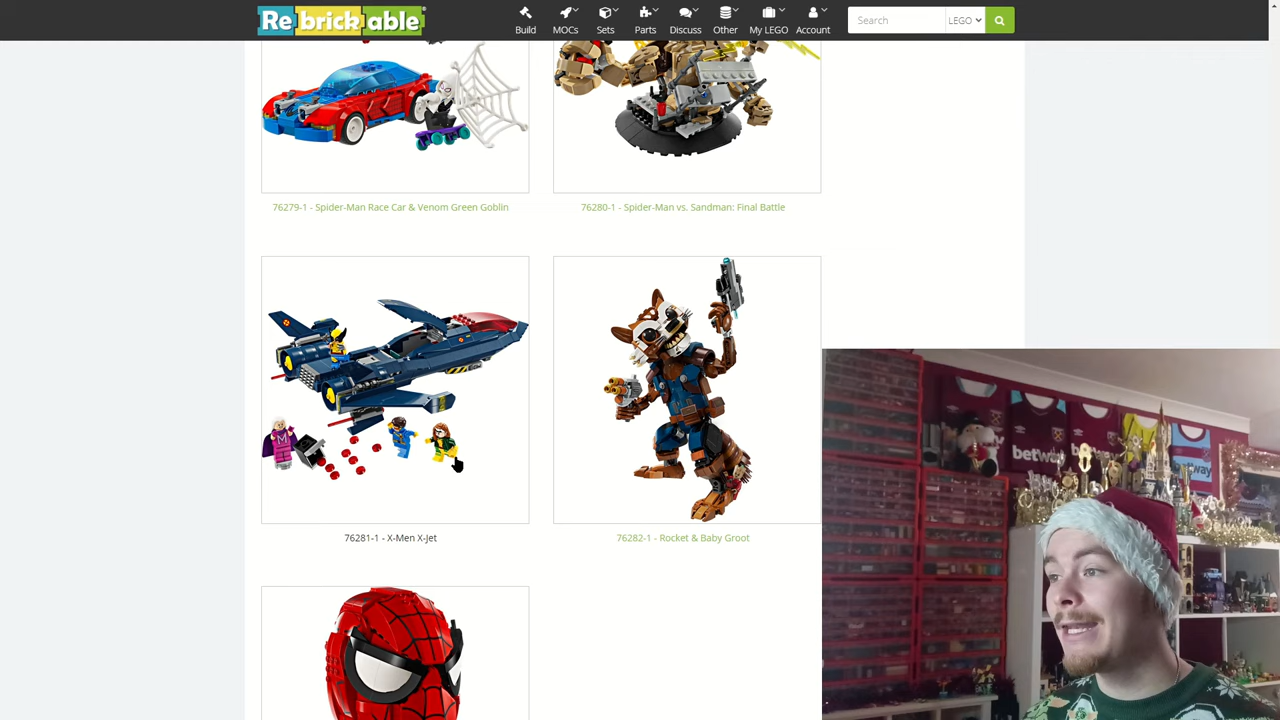 Rebrickable
Build
MOCs
Sets
Parts
Discuss
Other
My LEGO
Account
Search
LEGO
76279-1 - Spider-Man Race Car & Venom Green Goblin
76280-1 - Spider-Man vs. Sandman: Final Battle
76281-1 - X-Men X-Jet
76282-1 - Rocket & Baby Groot
betway
betway
betway